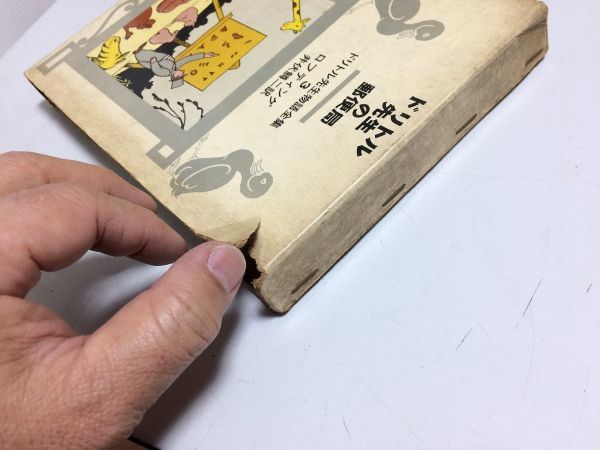 ドリトル
先生の
郵便局
ドリトル先生物語全集3
ロフティング
井伏鱒二訳